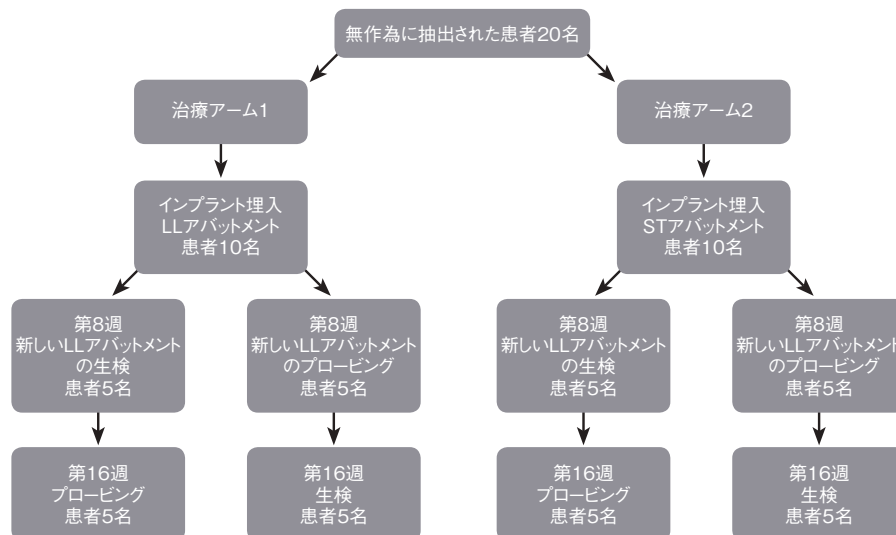 無作為に抽出された患者20名
治療アーム1
治療アーム2
インプラント埋入
LLアバットメント
患者10名
インプラント埋入
STアバットメント
患者10名
第8週
新しいLLアバットメント
の生検
患者5名
第8週
新しいLLアバットメント
のプロービング
患者5名
第8週
新しいLLアバットメント
の生検
患者5名
第8週
新しいLLアバットメント
のプロービング
患者5名
第16週
プロービング
患者5名
第16週
生検
患者5名
第16週
プロービング
患者5名
第16週
生検
患者5名